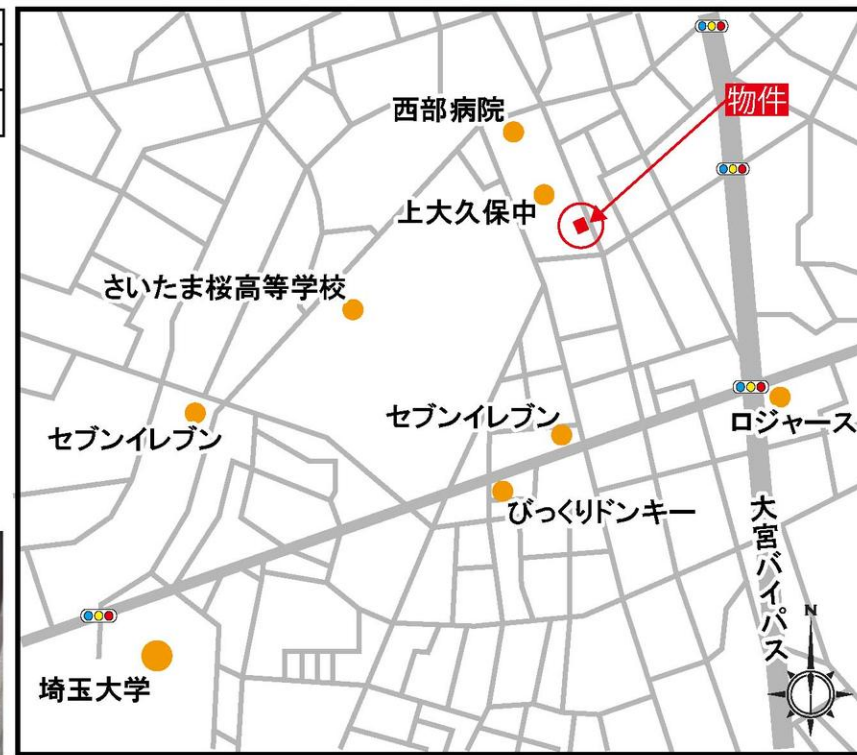 物件
西部病院
上大久保中
さいたま桜高等学校
セブンイレブン
セブンイレブン
ロジャース
びっくりドンキー
大宮バイパス
N
埼玉大学